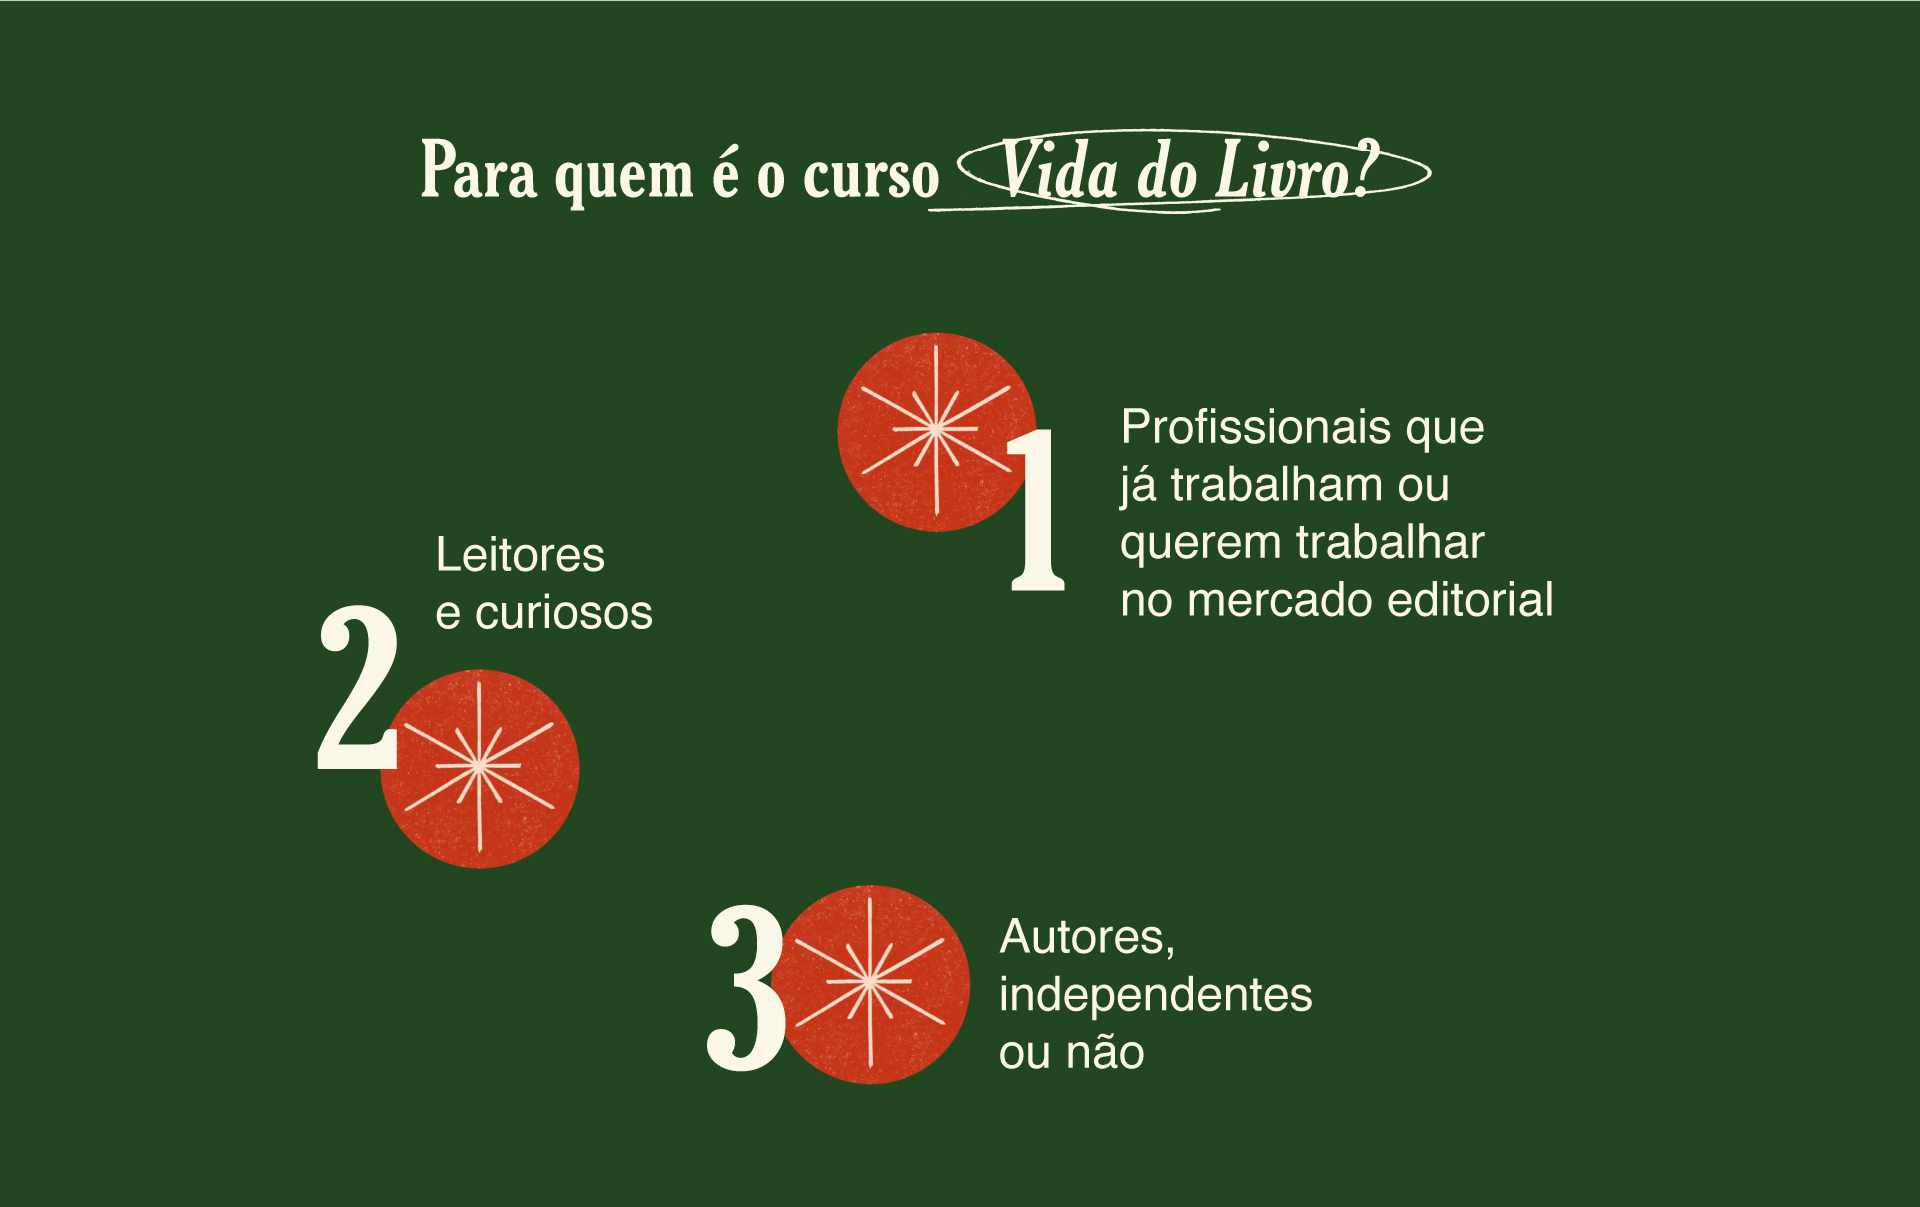 Para quem é o curso Vida do Livro?
1
Profissionais que
já trabalham ou
querem trabalhar
no mercado editorial
2
Leitores
e curiosos
3
Autores,
independentes
ou não